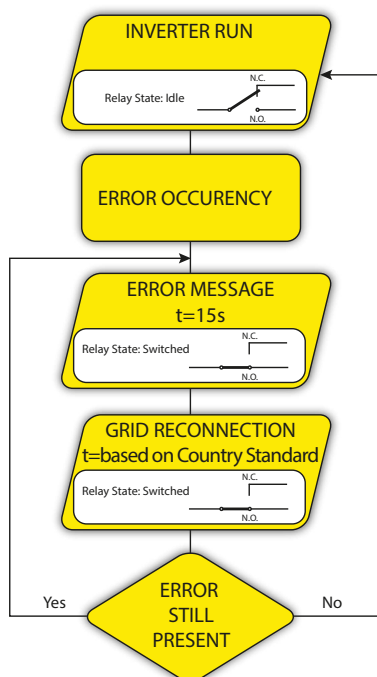 INVERTER RUN
N.C.
Relay State: Idle
N.O.
ERROR OCCURENCY
ERROR MESSAGE
t=15s
N.C.
Relay State: Switched
N.O.
GRID RECONNECTION
t=based on Country Standard
N.C.
Relay State: Switched
N.O.
Yes
ERROR
STILL
PRESENT
No